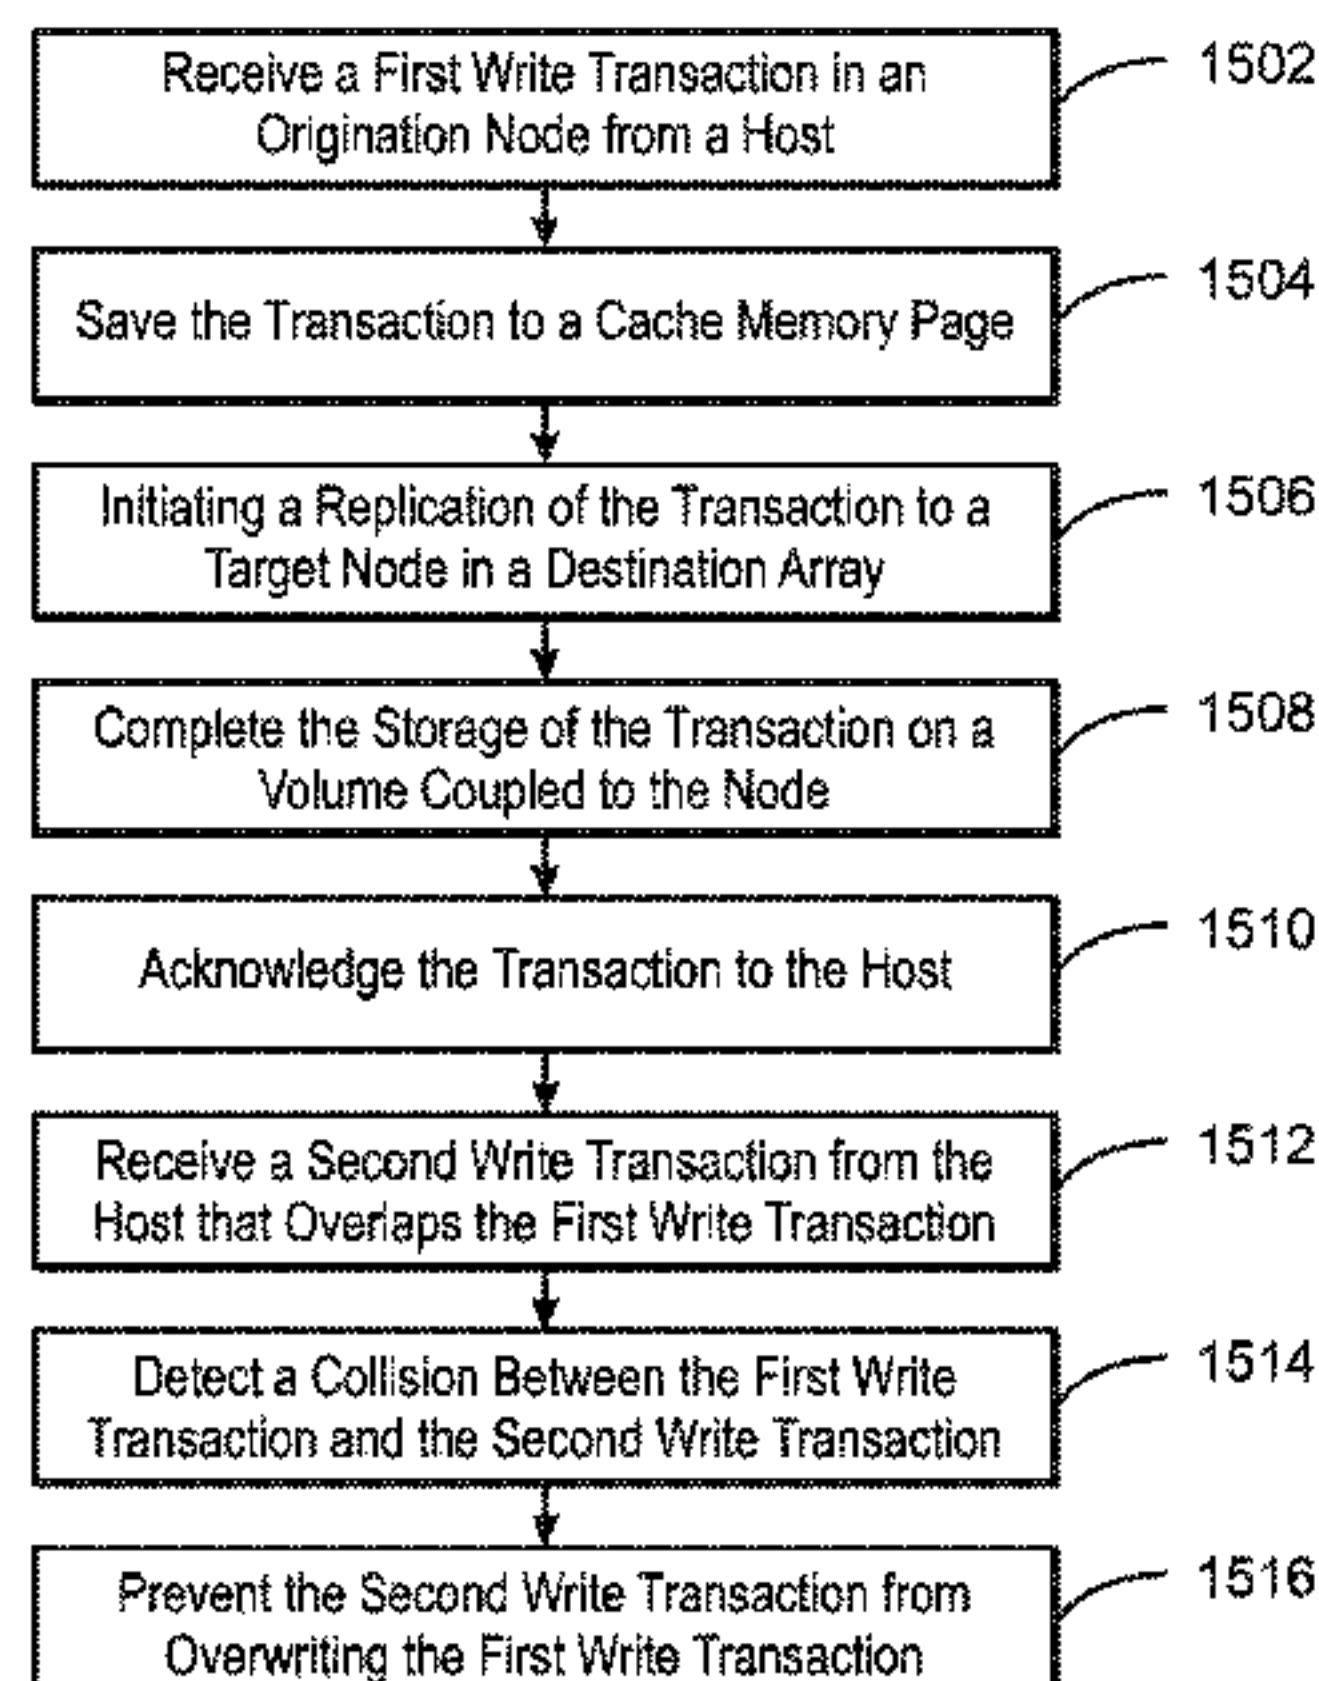 Receive a First Write Transaction in an
Origination Node from a Host
1502
Save the Transaction to a Cache Memory Page
1504
Initiating a Replication of the Transaction to a
Target Node in a Destination Array
1506
Complete the Storage of the Transaction on a
Volume Coupled to the Node
1508
Acknowledge the Transaction to the Host
1510
Receive a Second Write Transaction from the
Host that Overlaps the First Write Transaction
1512
Detect a Collision Between the First Write
Transaction and the Second Write Transaction
1514
Prevent the Second Write Transaction from
Overwriting the First Write Transaction
1516